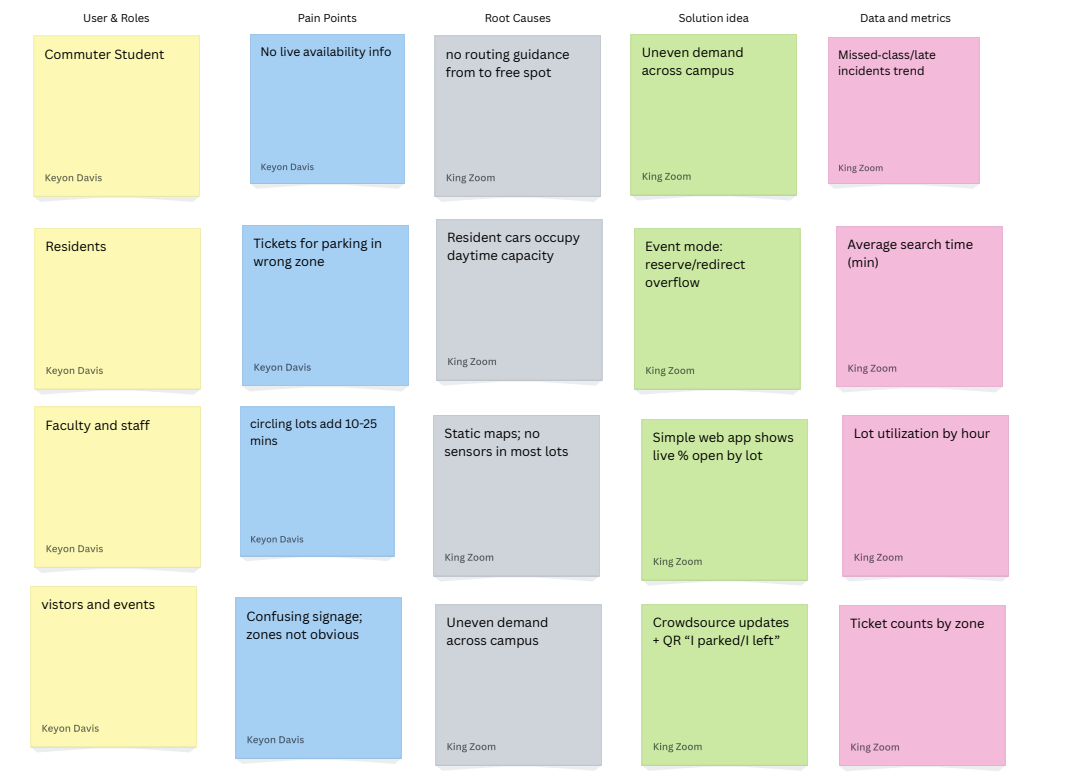 User & Roles
Pain Points
Root Causes
Solution idea
Data and metrics
Commuter Student
Keyon Davis
No live availability info
Keyon Davis
no routing guidance
from to free spot
King Zoom
Uneven demand
across campus
King Zoom
Missed-class/late
incidents trend
King Zoom
Residents
Keyon Davis
Tickets for parking in
wrong zone
Keyon Davis
Resident cars occupy
daytime capacity
King Zoom
Event mode:
reserve/redirect
overflow
King Zoom
Average search time
(min)
King Zoom
Faculty and staff
Keyon Davis
circling lots add 10-25
mins
Keyon Davis
Static maps; no
sensors in most lots
King Zoom
Simple web app shows
live % open by lot
King Zoom
Lot utilization by hour
King Zoom
vistors and events
Keyon Davis
Confusing signage;
zones not obvious
Keyon Davis
Uneven demand
across campus
King Zoom
Crowdsource updates
+ QR “I parked/I left”
King Zoom
Ticket counts by zone
King Zoom